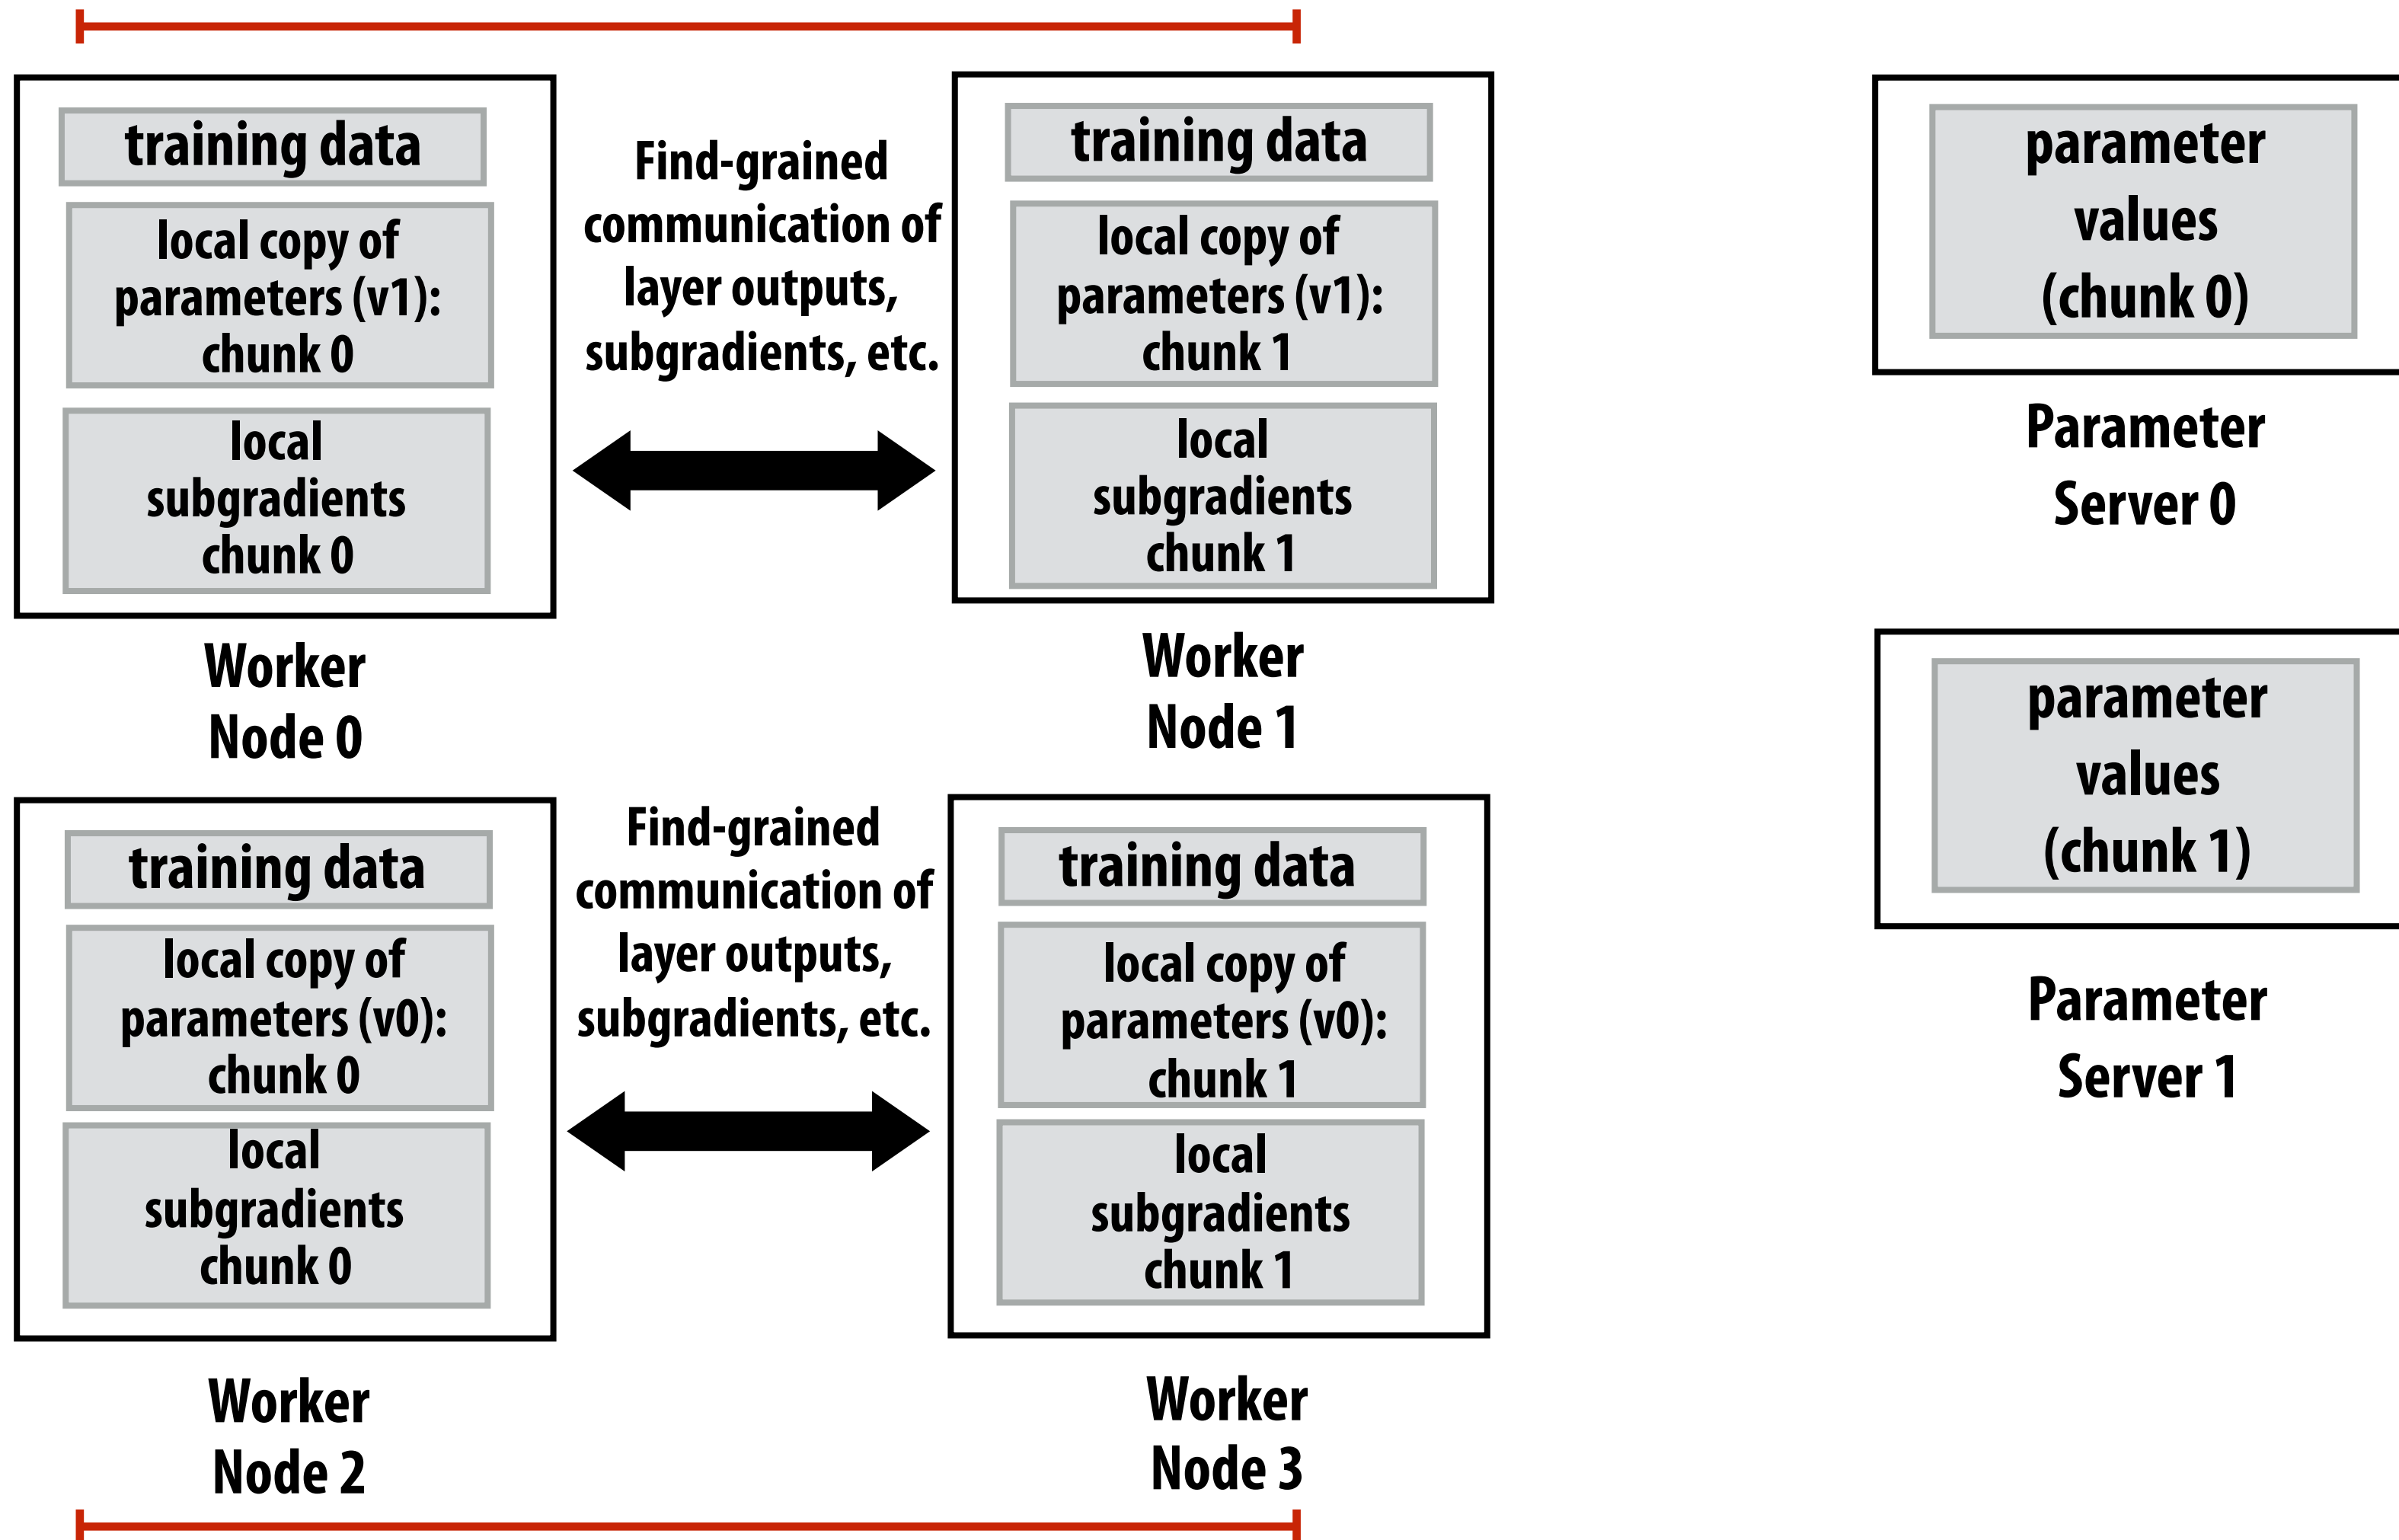 training data
local copy of
parameters (v1):
chunk 0
local
subgradients
chunk 0
Worker
Node 0
Find-grained
communication of
layer outputs,
subgradients, etc.
training data
local copy of
parameters (v1):
chunk 1
local
subgradients
chunk 1
Worker
Node 1
parameter
values
(chunk 0)
Parameter
Server 0
training data
local copy of
parameters (v0):
chunk 0
local
subgradients
chunk 0
Worker
Node 2
Find-grained
communication of
layer outputs,
subgradients, etc.
training data
local copy of
parameters (v0):
chunk 1
local
subgradients
chunk 1
Worker
Node 3
parameter
values
(chunk 1)
Parameter
Server 1